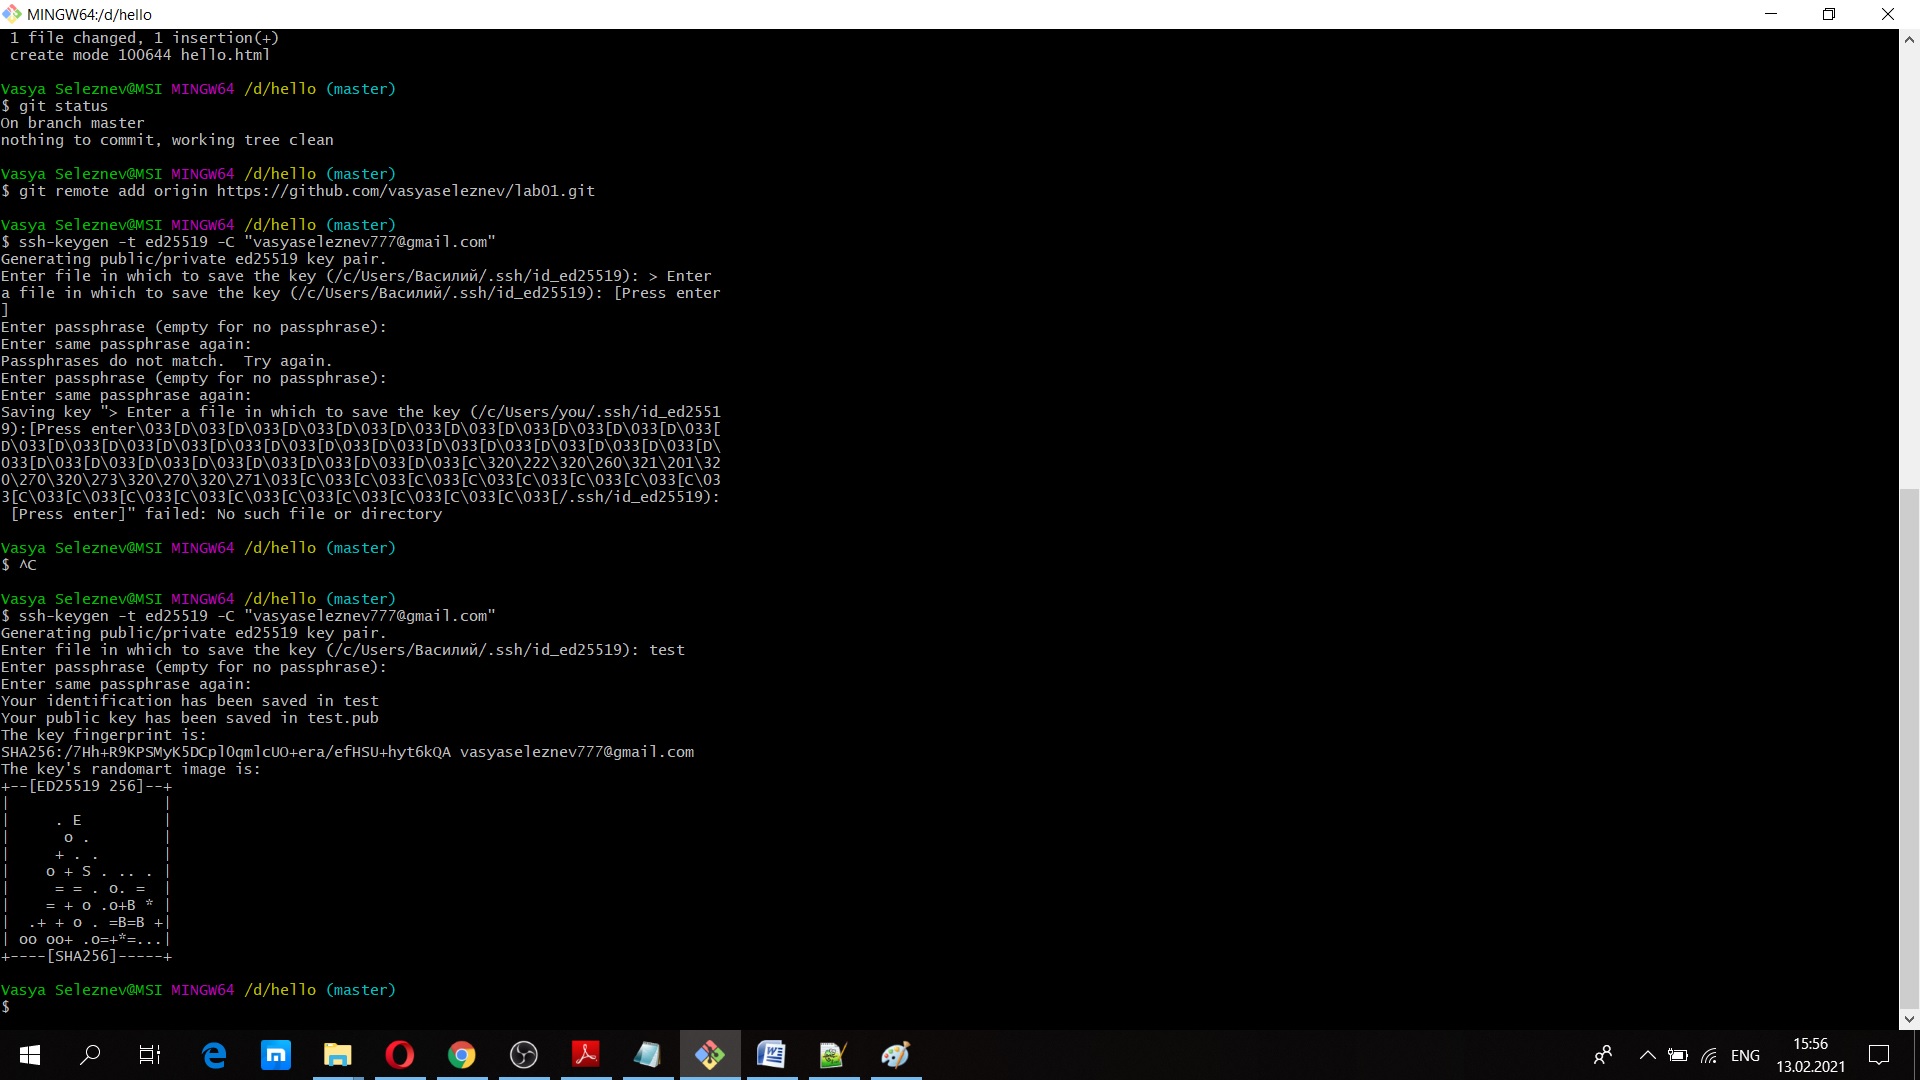 MINGW64:/d/hello
 1 file changed, 1 insertion(+)
 create mode 100644 hello.html
Vasya Seleznev@MSI MINGW64 /d/hello (master)
$ git status
On branch master
nothing to commit, working tree clean
Vasya Seleznev@MSI MINGW64 /d/hello (master)
$ git remote add origin https://github.com/vasyaseleznev/lab01.git
Vasya Seleznev@MSI MINGW64 /d/hello (master)
$ ssh-keygen -t ed25519 -C "vasyaseleznev777@gmail.com"
Generating public/private ed25519 key pair.
Enter file in which to save the key (/c/Users/Василий/.ssh/id_ed25519): > Enter
a file in which to save the key (/c/Users/Василий/.ssh/id_ed25519): [Press enter
]
Enter passphrase (empty for no passphrase):
Enter same passphrase again:
Passphrases do not match.  Try again.
Enter passphrase (empty for no passphrase):
Enter same passphrase again:
Saving key "> Enter a file in which to save the key (/c/Users/you/.ssh/id_ed2551
9):[Press enter\033[D\033[D\033[D\033[D\033[D\033[D\033[D\033[D\033[D\033[D\033[
D\033[D\033[D\033[D\033[D\033[D\033[D\033[D\033[D\033[D\033[D\033[D\033[D\033[D\
033[D\033[D\033[D\033[D\033[D\033[D\033[D\033[D\033[C\320\222\320\260\321\201\32
0\270\320\273\320\270\320\271\033[C\033[C\033[C\033[C\033[C\033[C\033[C\033[C\03
3[C\033[C\033[C\033[C\033[C\033[C\033[C\033[C\033[C\033[C\033[/.ssh/id_ed25519):
 [Press enter]" failed: No such file or directory
Vasya Seleznev@MSI MINGW64 /d/hello (master)
$ ^C
Vasya Seleznev@MSI MINGW64 /d/hello (master)
$ ssh-keygen -t ed25519 -C "vasyaseleznev777@gmail.com"
Generating public/private ed25519 key pair.
Enter file in which to save the key (/c/Users/Василий/.ssh/id_ed25519): test
Enter passphrase (empty for no passphrase):
Enter same passphrase again:
Your identification has been saved in test
Your public key has been saved in test.pub
The key fingerprint is:
SHA256:/7Hh+R9KPSMyK5DCpl0qmlcUO+era/efHSU+hyt6kQA vasyaseleznev777@gmail.com
The key's randomart image is:
+--[ED25519 256]--+
|                 |
|     . E         |
|      o .        |
|     + . .       |
|    o + S . .. . |
|     = = . o. =  |
|    = + o .o+B * |
|  .+ + o . =B=B +|
| oo oo+ .o=+*=...|
+----[SHA256]-----+
Vasya Seleznev@MSI MINGW64 /d/hello (master)
$
ENG
15:56
13.02.2021